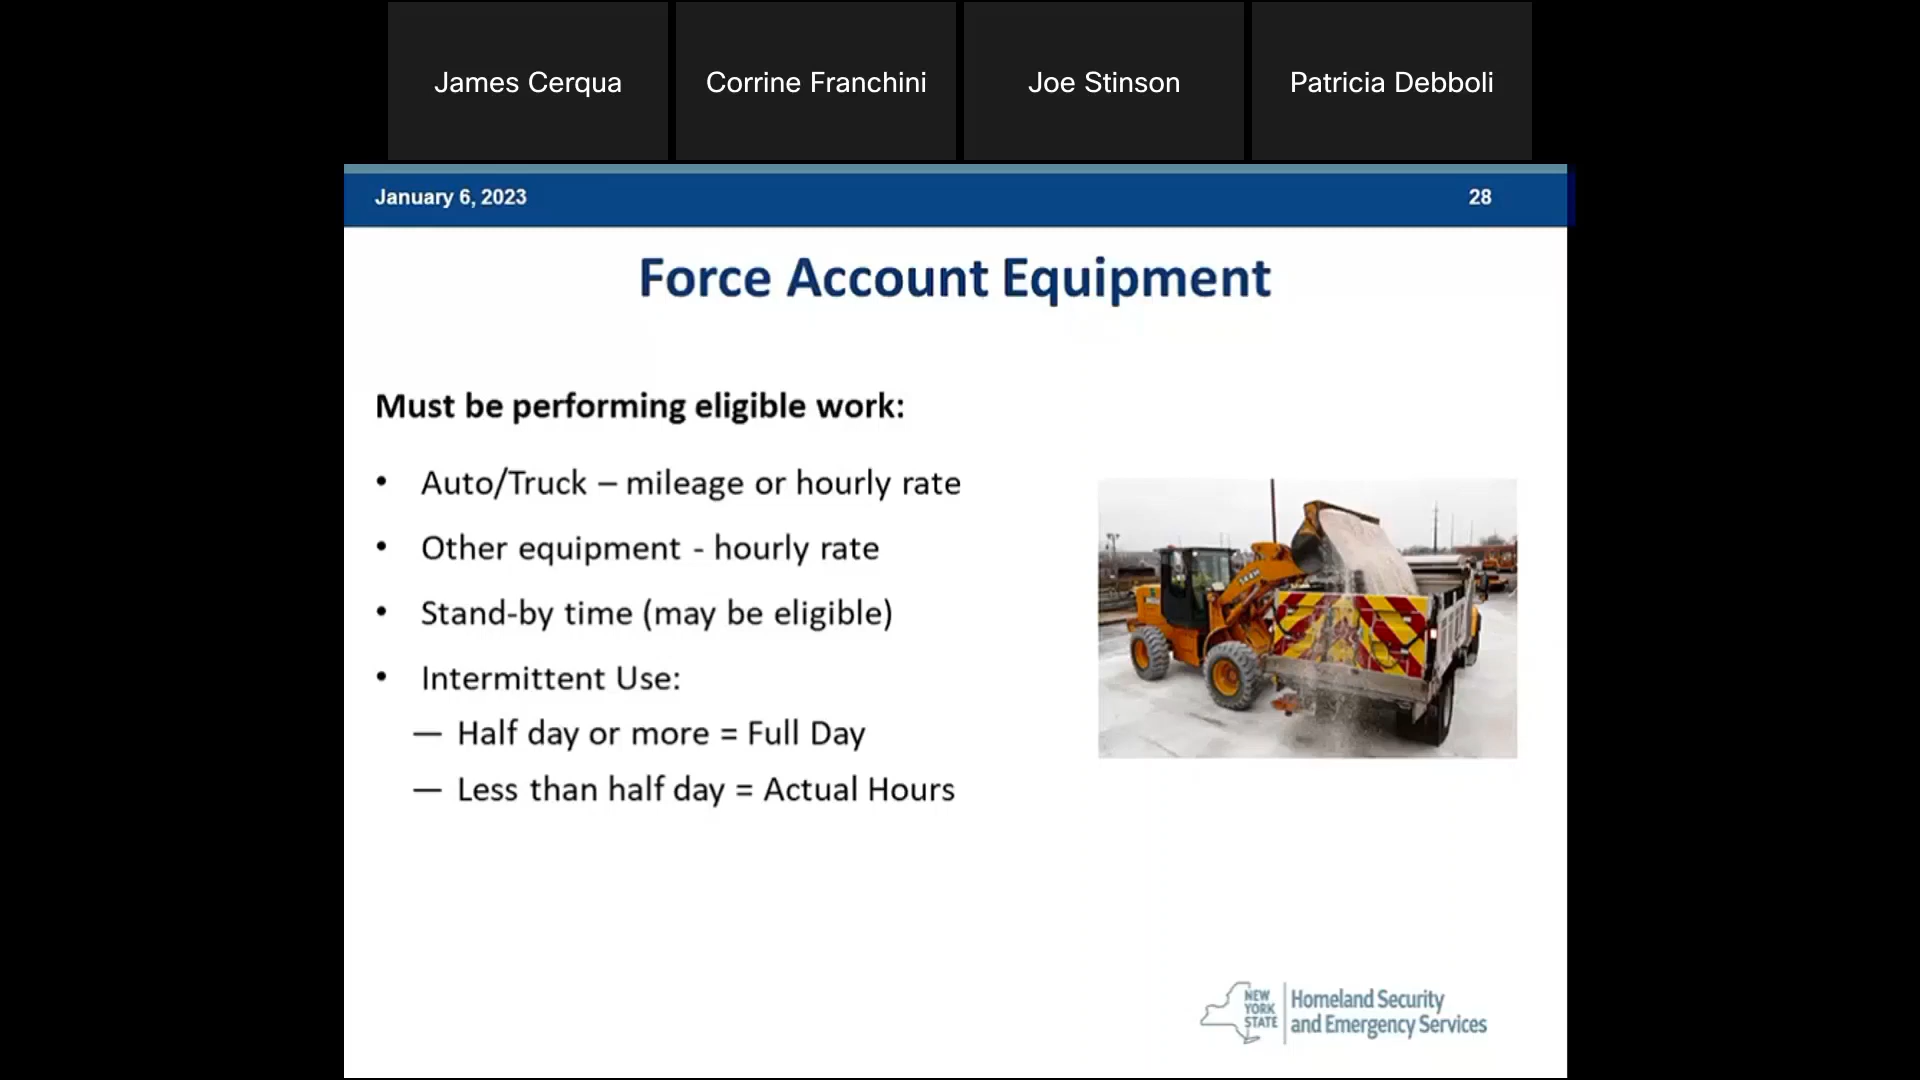 James Cerqua
Corrine Franchini
Joe Stinson
Patricia Debboli
January 6, 2023
28
Force Account Equipment
Must be performing eligible work:
• Auto/Truck – mileage or hourly rate
• Other equipment - hourly rate
• Stand-by time (may be eligible)
• Intermittent Use:
— Half day or more = Full Day
— Less than half day = Actual Hours
NEW
YORK
STATE
Homeland Security
and Emergency Services